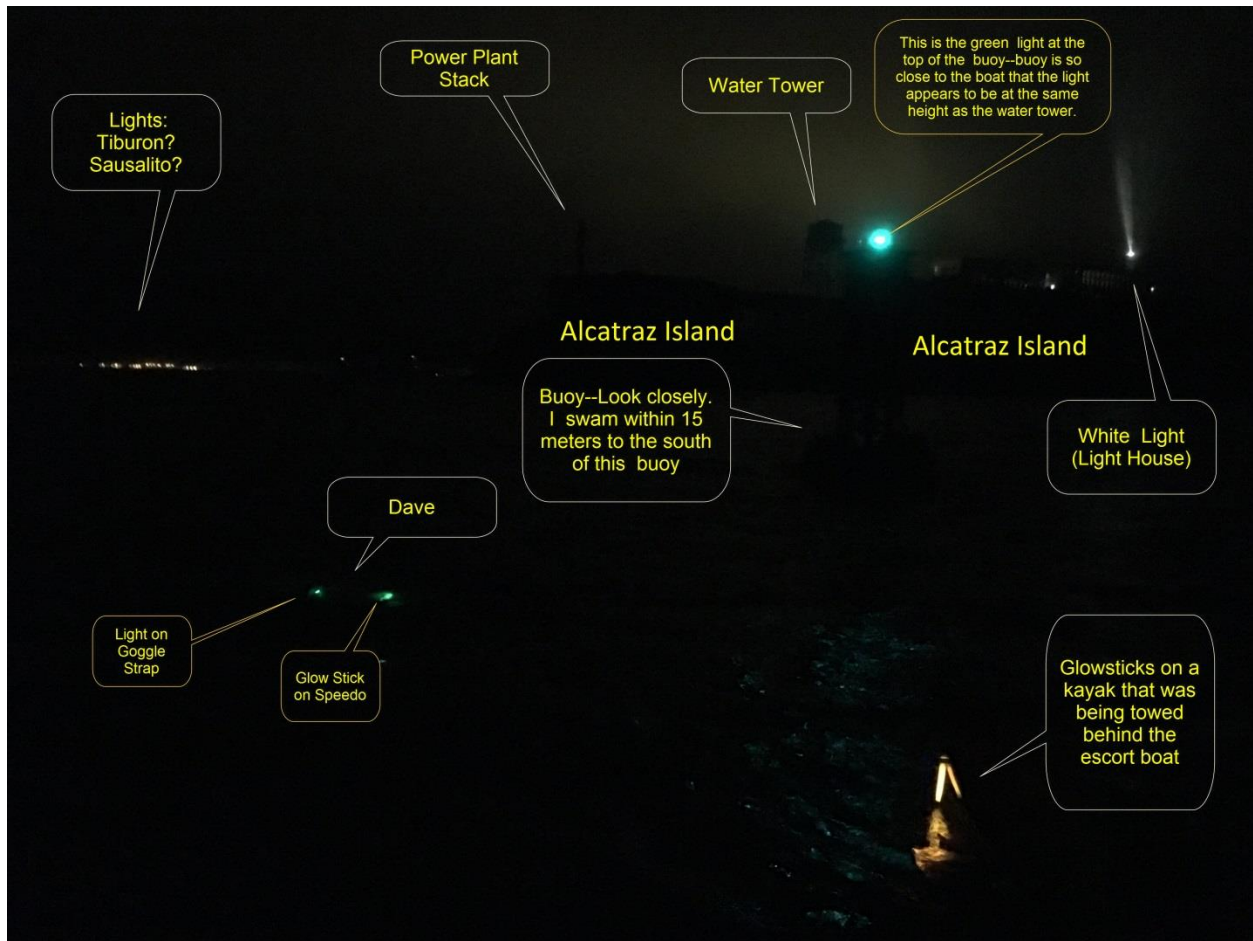 Power Plant
Stack
Water Tower
This is the green light at the
top of the buoy--buoy is so
close to the boat that the light
appears to be at the same
height as the water tower.
Lights:
Tiburon?
Sausalito?
Alcatraz Island
Alcatraz Island
Buoy--Look closely.
I swam within 15
meters to the south
of this buoy
White Light
(Light House)
Dave
Light on
Goggle
Strap
Glow Stick
on Speedo
Glowsticks on a
kayak that was
being towed
behind the
escort boat